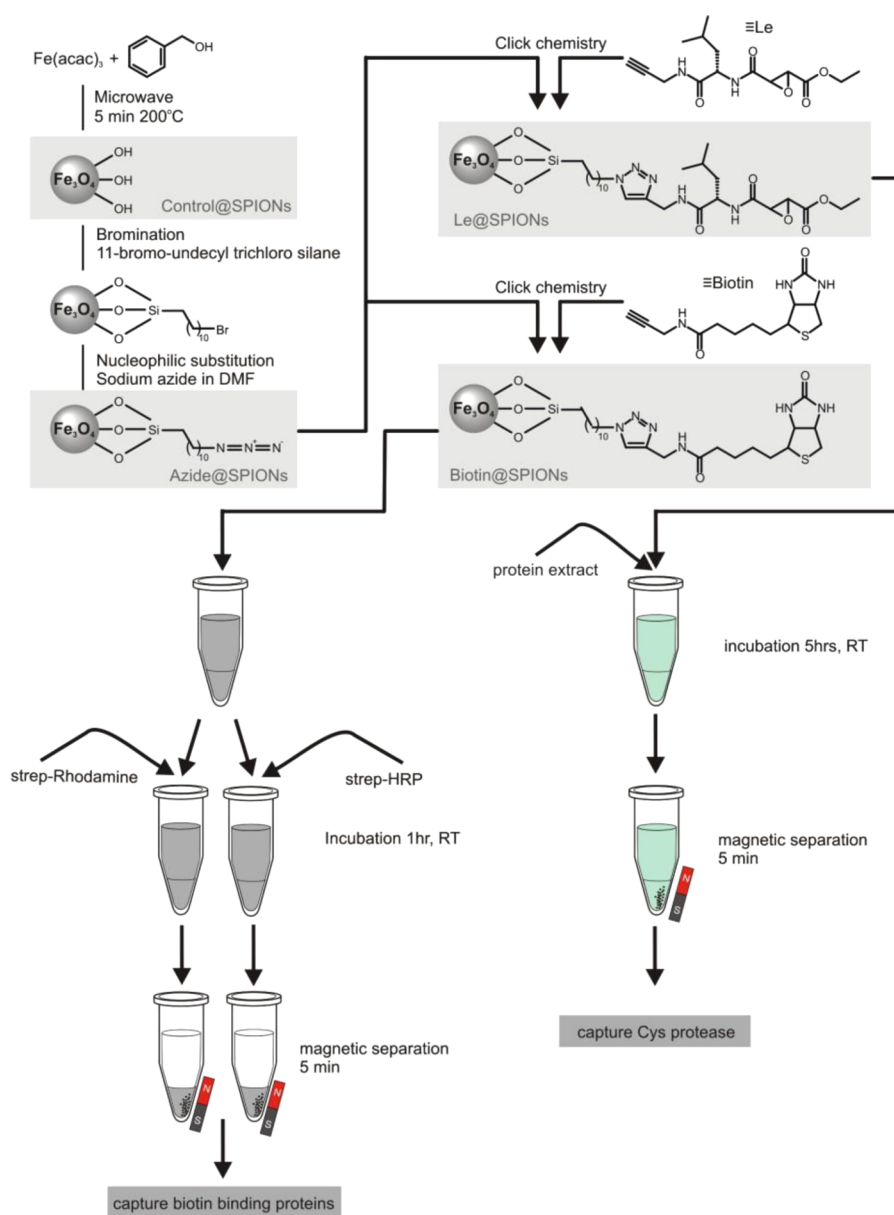 Fe(acac)₃ +
OH
Microwave
5 min 200°C
Fe₃O₄
OH
OH
OH
Control@SPIONs
Bromination
11-bromo-undecyl trichloro silane
Fe₃O₄
O
O
O
Si
10
Br
Nucleophilic substitution
Sodium azide in DMF
Fe₃O₄
O
O
O
Si
10
N=N⁺=N⁻
Azide@SPIONs
Click chemistry
≡Le
H
N
O
N
H
O
O
O
O
Fe₃O₄
O
O
O
Si
10
N
N
N
H
N
O
N
H
O
O
O
O
Le@SPIONs
Click chemistry
≡Biotin
H
N
O
O
HN
NH
S
Fe₃O₄
O
O
O
Si
10
N
N
N
H
N
O
O
HN
NH
S
Biotin@SPIONs
protein extract
incubation 5hrs, RT
strep-Rhodamine
strep-HRP
Incubation 1hr, RT
magnetic separation
5 min
N
S
capture Cys protease
magnetic separation
5 min
N
S
N
S
capture biotin binding proteins